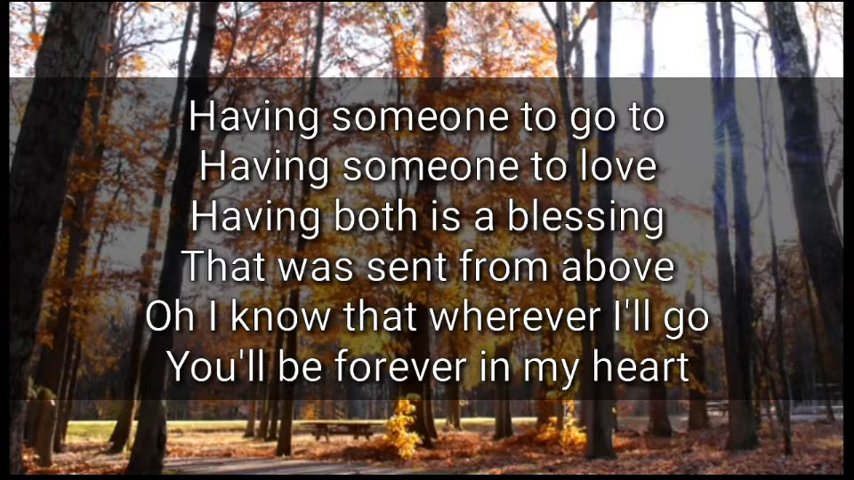 Having someone to go to
Having someone to love
Having both is a blessing
That was sent from above
Oh I know that wherever I'll go
You'll be forever in my heart